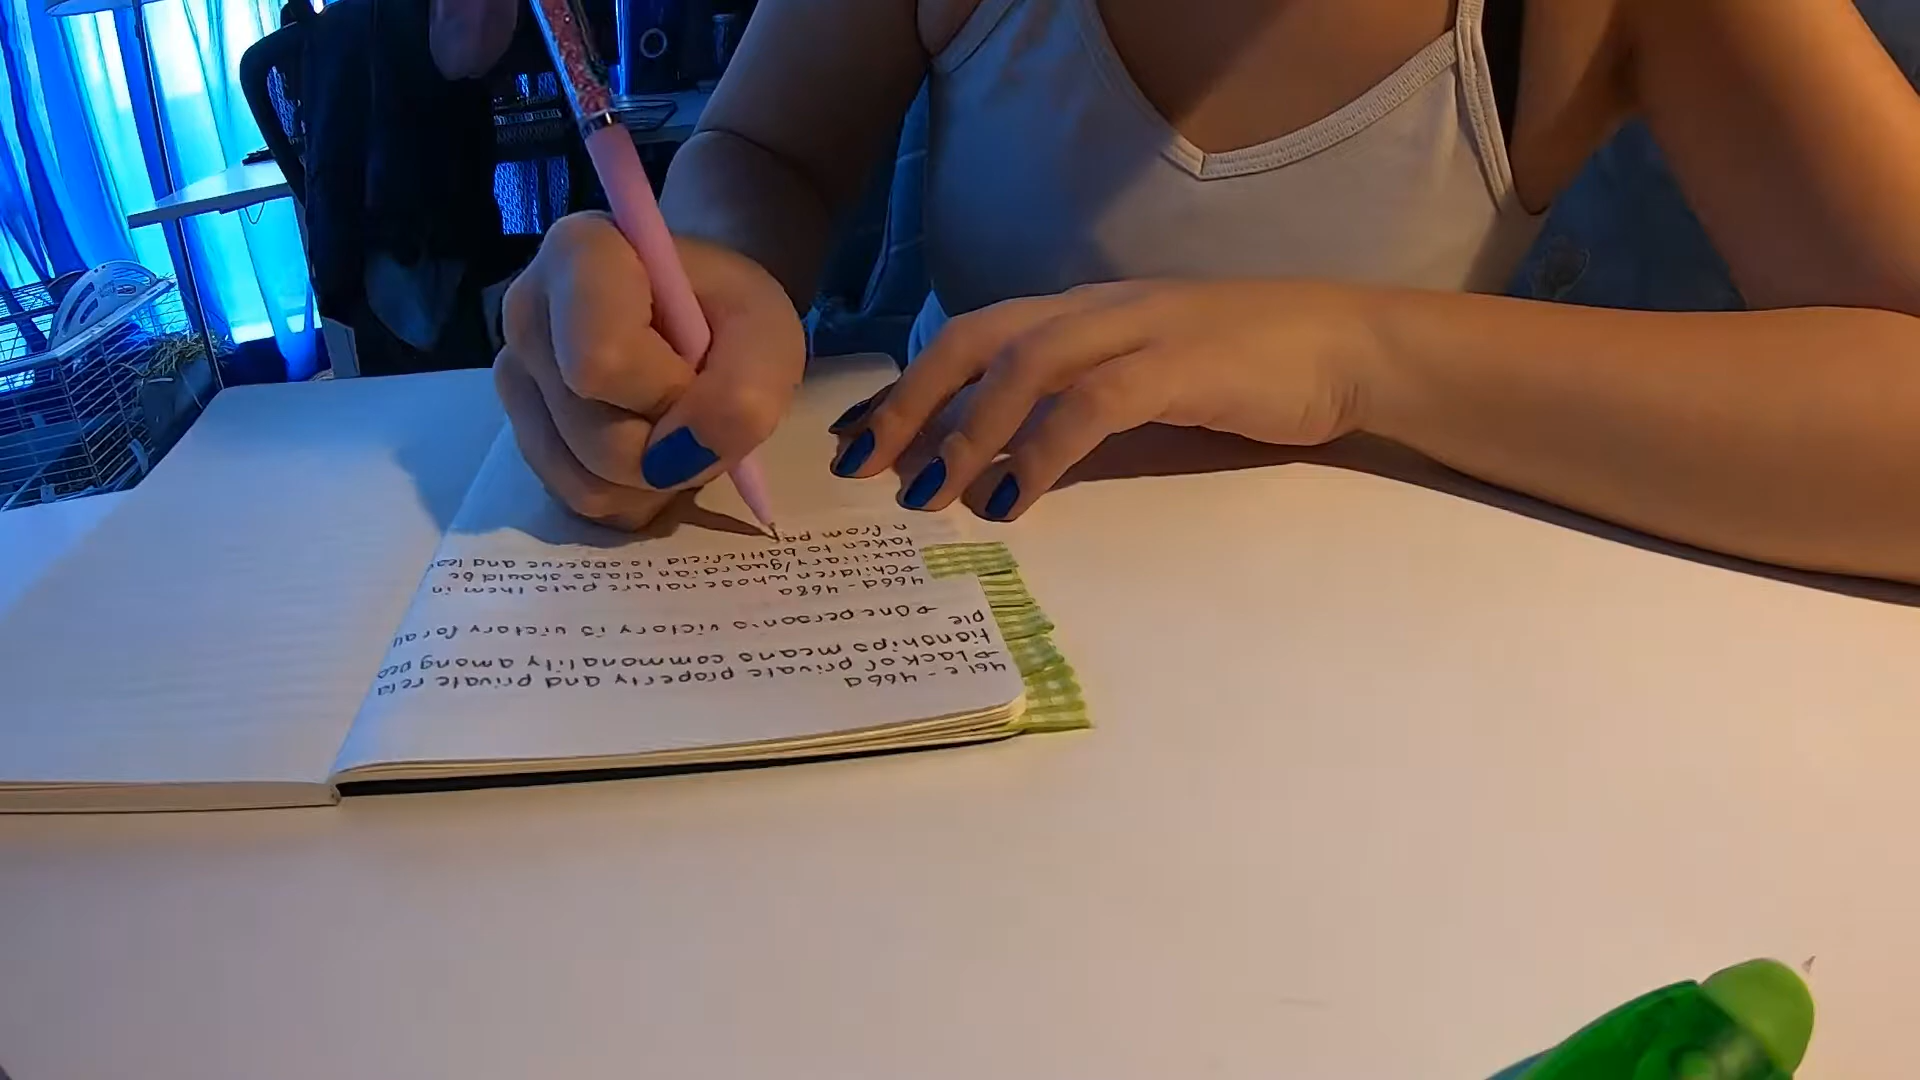 461e - 466a
→Lack of private property and private rela
tionships means commonality among peo
ple
→One person's victory is victory for all
466d - 468a
→Children whose nature puts them in
auxiliary/guardian class should be
taken to battlefield to observe and lear
n from pa